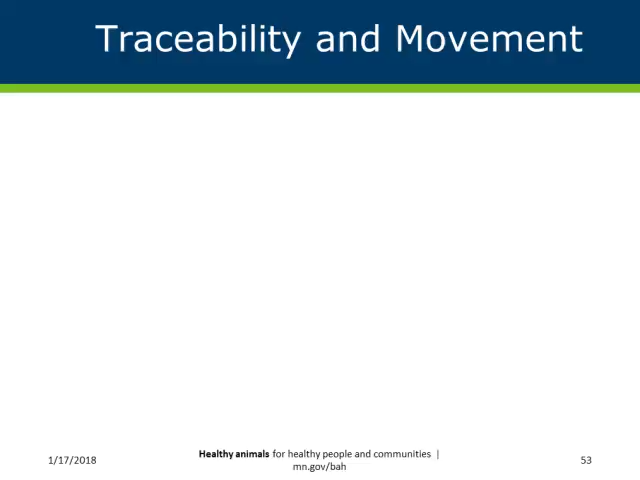 Traceability and Movement
1/17/2018
Healthy animals for healthy people and communities |
mn.gov/bah
53